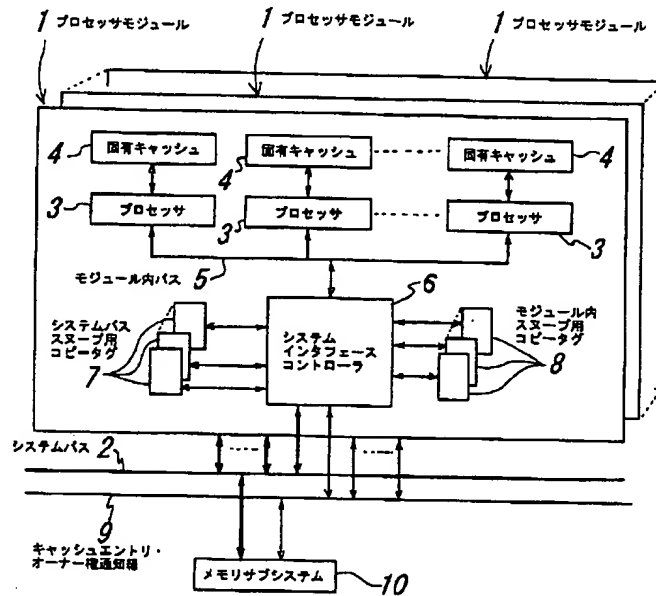 1 プロセッサモジュール
1 プロセッサモジュール
1 プロセッサモジュール
4 固有キャッシュ
4 固有キャッシュ
固有キャッシュ 4
3 プロセッサ
3 プロセッサ
プロセッサ 3
5
モジュール内バス
6
システムバス
スヌープ用
コピータグ
7
システム
インタフェース
コントローラ
モジュール内
スヌープ用
コピータグ
8
システムバス 2
9
キャッシュエントリ・
オーナー権通知線
メモリサブシステム 10